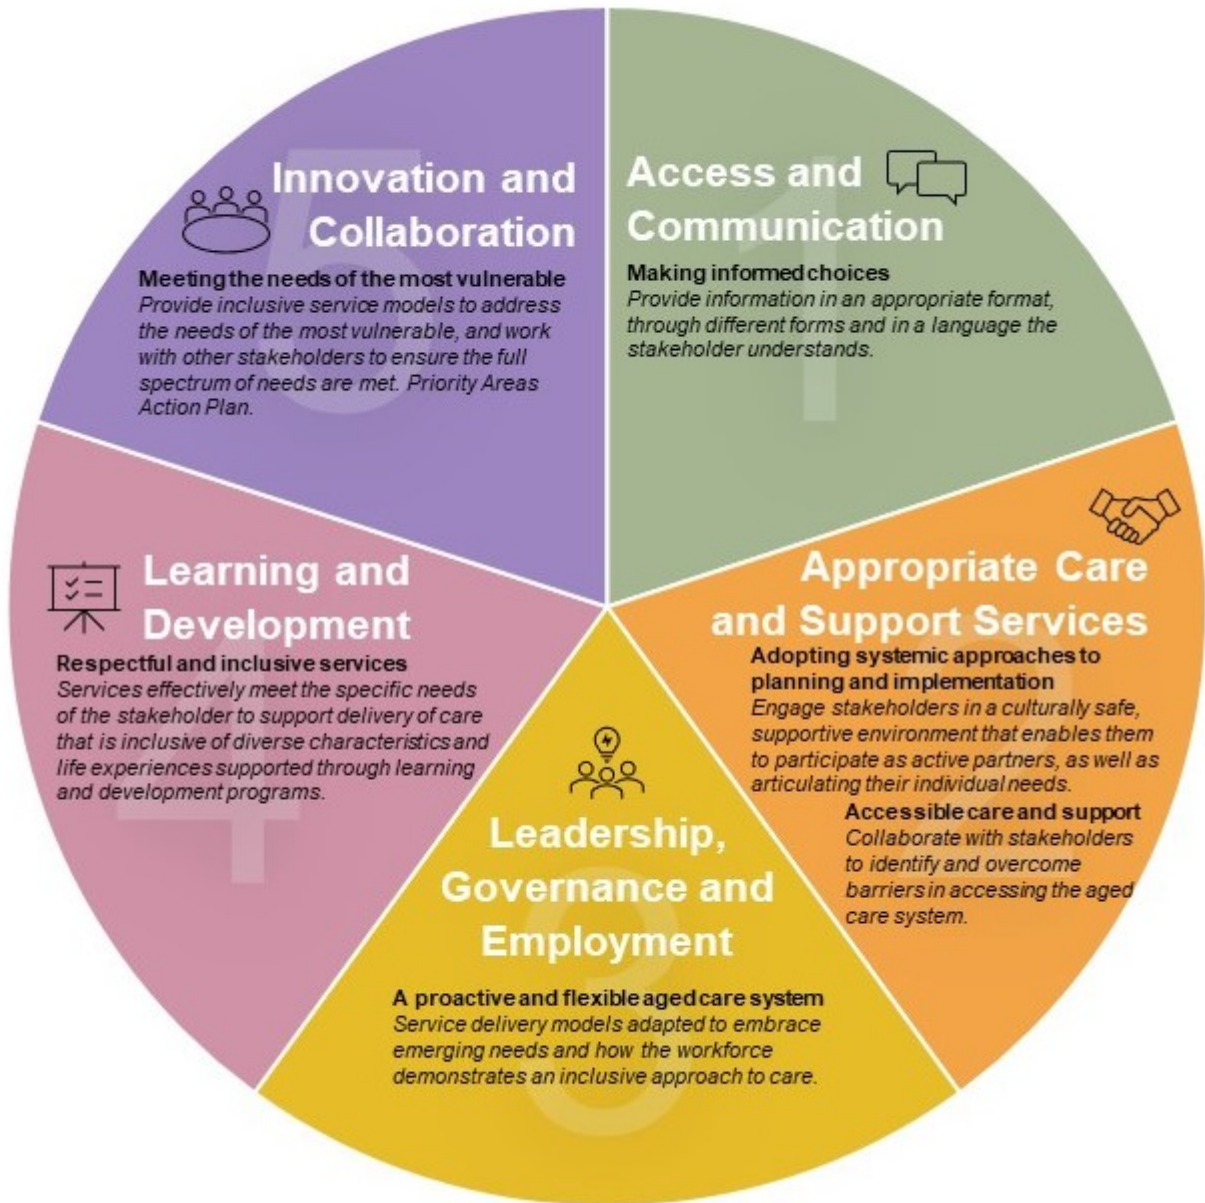 1
Access and
Communication
Making informed choices
Provide information in an appropriate format,
through different forms and in a language the
stakeholder understands.
2
Appropriate Care
and Support Services
Adopting systemic approaches to
planning and implementation
Engage stakeholders in a culturally safe,
supportive environment that enables them
to participate as active partners, as well as
articulating their individual needs.
Accessible care and support
Collaborate with stakeholders
to identify and overcome
barriers in accessing the aged
care system.
3
Leadership,
Governance and
Employment
A proactive and flexible aged care system
Service delivery models adapted to embrace
emerging needs and how the workforce
demonstrates an inclusive approach to care.
4
Learning and
Development
Respectful and inclusive services
Services effectively meet the specific needs
of the stakeholder to support delivery of care
that is inclusive of diverse characteristics and
life experiences supported through learning
and development programs.
5
Innovation and
Collaboration
Meeting the needs of the most vulnerable
Provide inclusive service models to address
the needs of the most vulnerable, and work
with other stakeholders to ensure the full
spectrum of needs are met. Priority Areas
Action Plan.